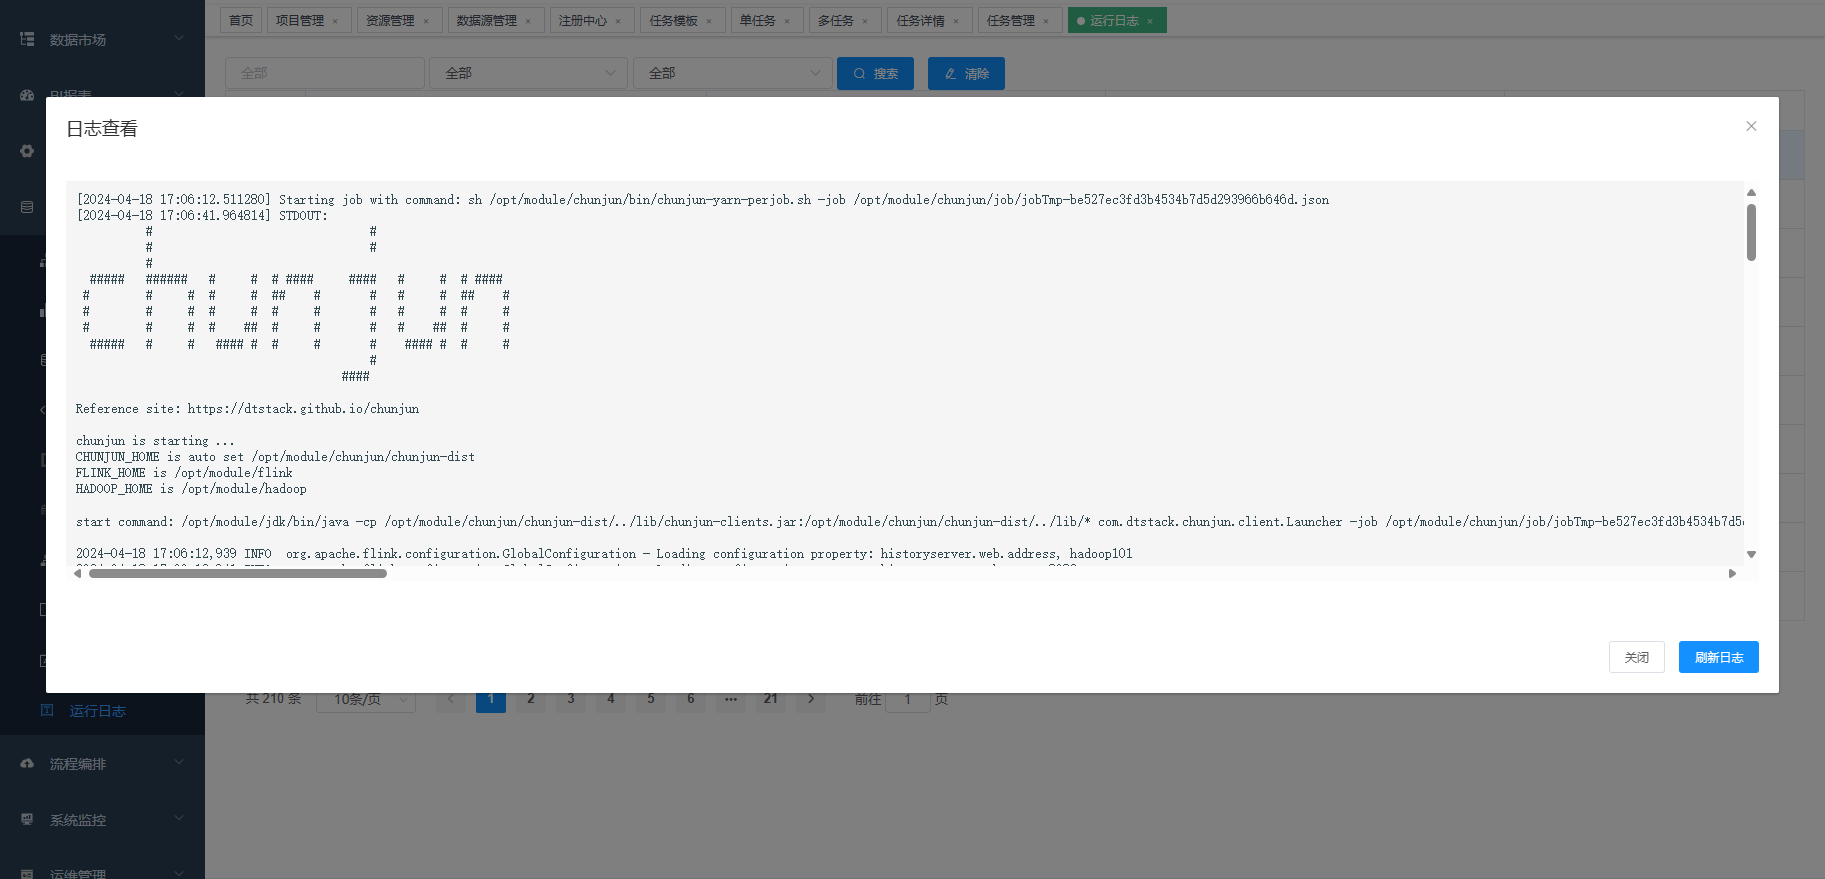 首页 项目管理 × 资源管理 × 数据源管理 × 注册中心 × 任务模板 × 单任务 × 多任务 × 任务详情 × 任务管理 × 运行日志 ×
数据市场
全部 全部 全部 搜索 清除
BI报表
日志查看
[2024-04-18 17:06:12.511280] Starting job with command: sh /opt/module/chunjun/bin/chunjun-yarn-perjob.sh -job /opt/module/chunjun/job/jobTmp-be527ec3fd3b4534b7d5d293966b646d.json
[2024-04-18 17:06:41.964814] STDOUT:
          #                               #
          #                               #
          #
  #####   ######   #     #  # ####     ####   #     #  # ####
 #        #     #  #     #  ##    #       #   #     #  ##    #
 #        #     #  #     #  #     #       #   #     #  #     #
 #        #     #  #    ##  #     #       #   #    ##  #     #
  #####   #     #   #### #  #     #       #    #### #  #     #
                                          #
                                      ####
Reference site: https://dtstack.github.io/chunjun
chunjun is starting ...
CHUNJUN_HOME is auto set /opt/module/chunjun/chunjun-dist
FLINK_HOME is /opt/module/flink
HADOOP_HOME is /opt/module/hadoop
start command: /opt/module/jdk/bin/java -cp /opt/module/chunjun/chunjun-dist/../lib/chunjun-clients.jar:/opt/module/chunjun/chunjun-dist/../lib/* com.dtstack.chunjun.client.Launcher -job /opt/module/chunjun/job/jobTmp-be527ec3fd3b4534b7d5
2024-04-18 17:06:12,939 INFO  org.apache.flink.configuration.GlobalConfiguration - Loading configuration property: historyserver.web.address, hadoop101
关闭 刷新日志
共 210 条 10条/页 1 2 3 4 5 6 ••• 21 前往 1 页
运行日志
流程编排
系统监控
运维管理